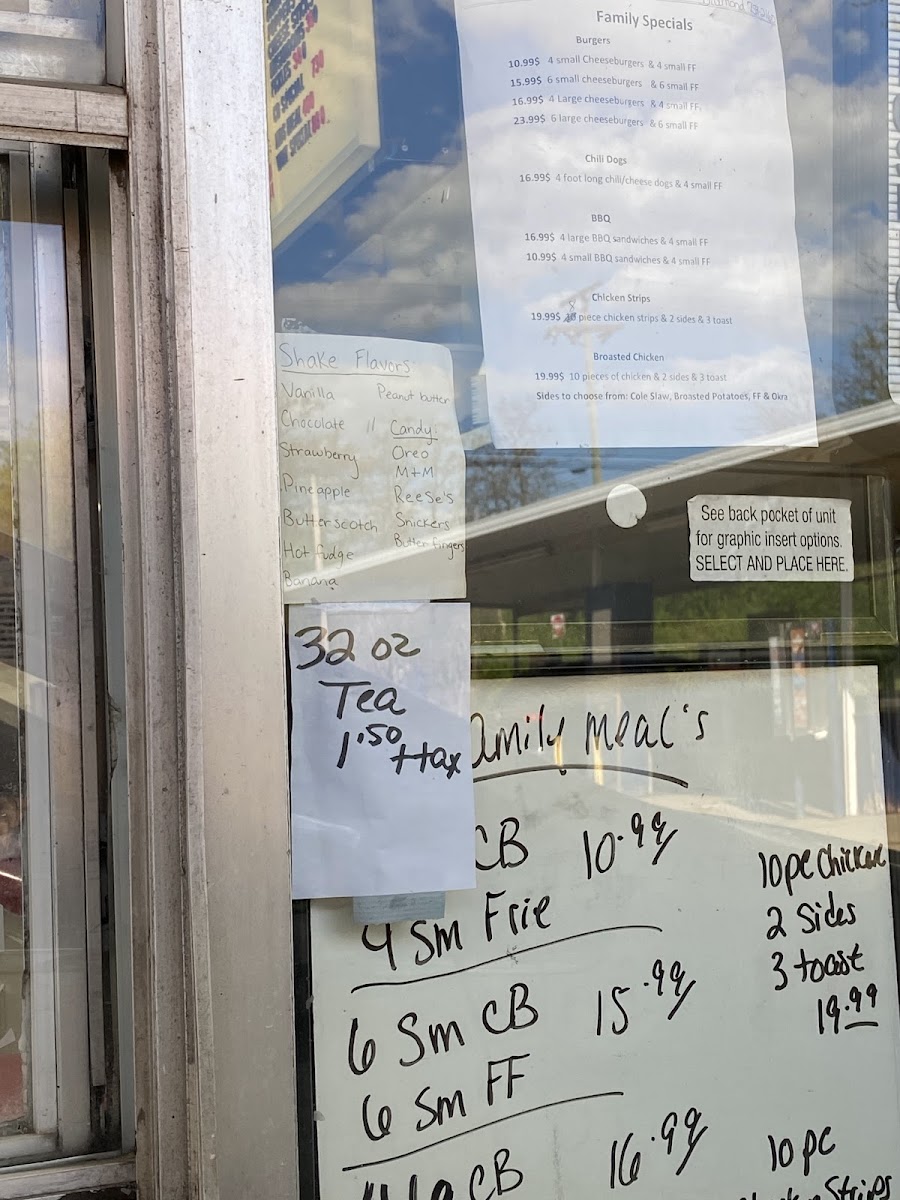 Family Specials
Burgers
10.99$ 4 small Cheeseburgers & 4 small FF
15.99$ 6 small cheeseburgers & 6 small FF
16.99$ 4 Large cheeseburgers & 4 small FF
23.99$ 6 large cheeseburgers & 6 small FF
Chili Dogs
16.99$ 4 foot long chili/cheese dogs & 4 small FF
BBQ
16.99$ 4 large BBQ sandwiches & 4 small FF
10.99$ 4 small BBQ sandwiches & 4 small FF
Chicken Strips
19.99$ piece chicken strips & 2 sides & 3 toast
Broasted Chicken
19.99$ 10 pieces of chicken & 2 sides & 3 toast
Sides to choose from: Cole Slaw, Broasted Potatoes, FF & Okra
Shake Flavors
Vanilla
Chocolate
Strawberry
Pineapple
Butterscotch
Hot fudge
Banana
Peanut butter
Candy
Oreo
M+M
Reese's
Snickers
Butter fingers
See back pocket of unit
for graphic insert options.
SELECT AND PLACE HERE.
32 oz
Tea
1.50
+tax
amily meal's
CB 10.99
4 Sm Frie
6 Sm CB 15.99
6 Sm FF
CB 16.99
10pc chicken
2 Sides
3 toast
19.99
10 pc
Strips